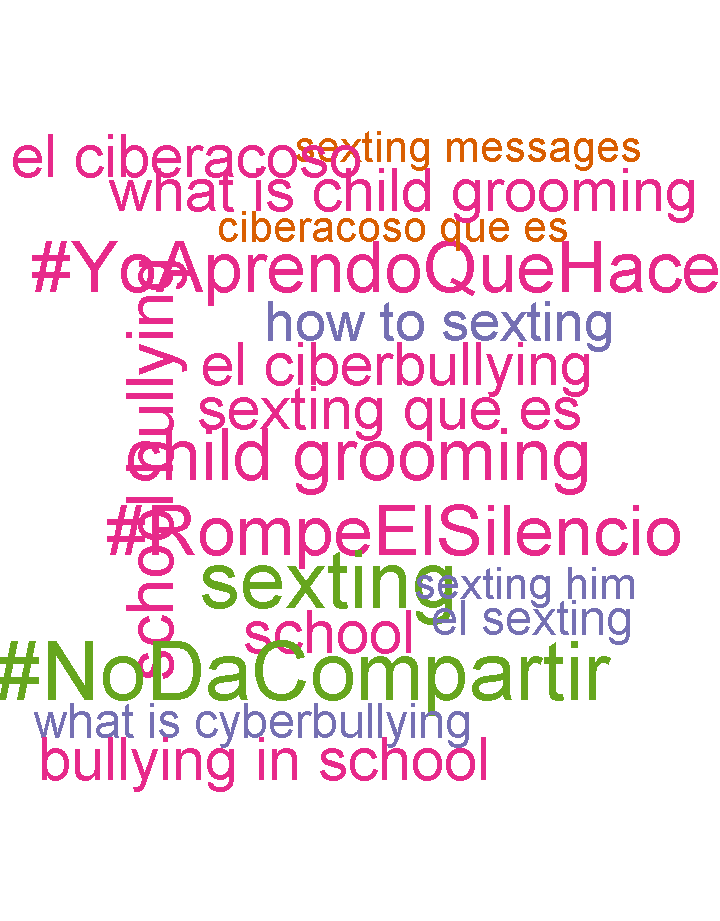 sexting messages
el ciberacoso
what is child grooming
ciberacoso que es
#YoAprendoQueHace
how to sexting
school bullying
el ciberbullying
sexting que es
child grooming
#RompeElSilencio
sexting
sexting him
el sexting
school
#NoDaCompartir
what is cyberbullying
bullying in school